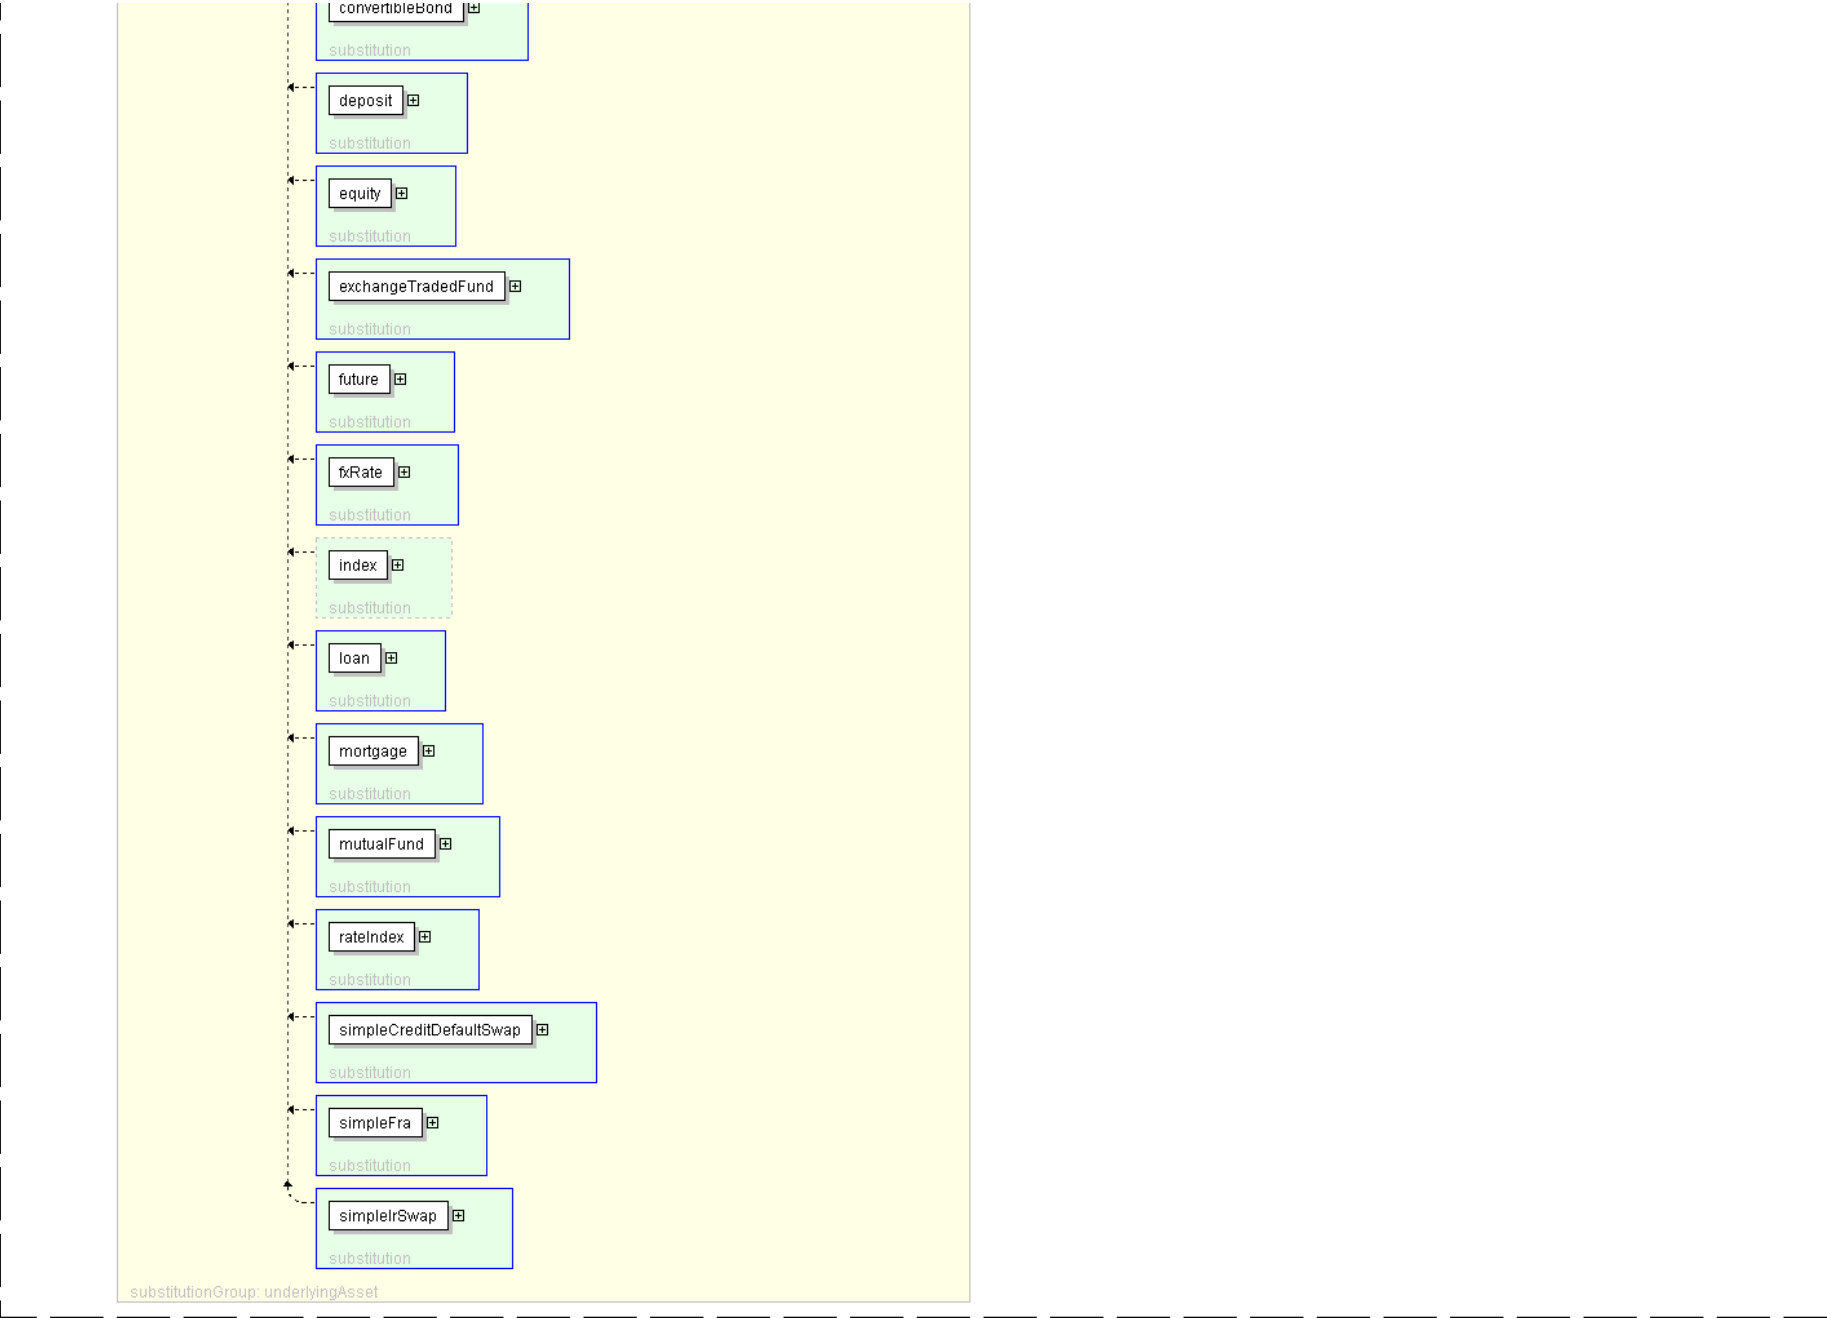 convertibleBond
substitution
deposit
substitution
equity
substitution
exchangeTradedFund
substitution
future
substitution
fxRate
substitution
index
substitution
loan
substitution
mortgage
substitution
mutualFund
substitution
rateIndex
substitution
simpleCreditDefaultSwap
substitution
simpleFra
substitution
simpleIrSwap
substitution
substitutionGroup: underlyingAsset